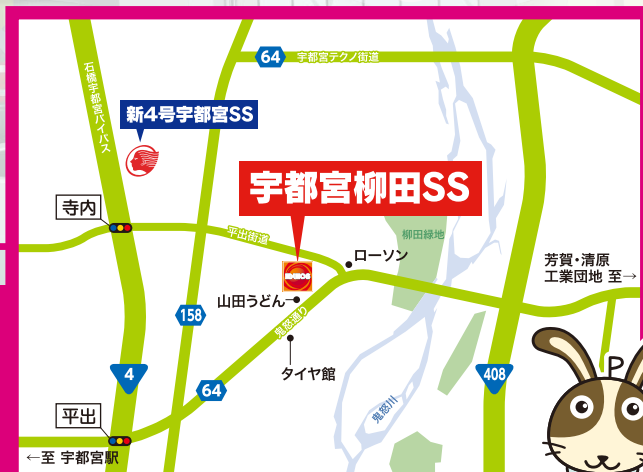 64
宇都宮テクノ街道
石橋宇都宮バイパス
新4号宇都宮SS
宇都宮柳田SS
寺内
平出街道
柳田緑地
ローソン
芳賀・清原
工業団地 至→
ENEOS
山田うどん
158
鬼怒通り
タイヤ館
4
64
408
P
鬼怒川
平出
←至 宇都宮駅